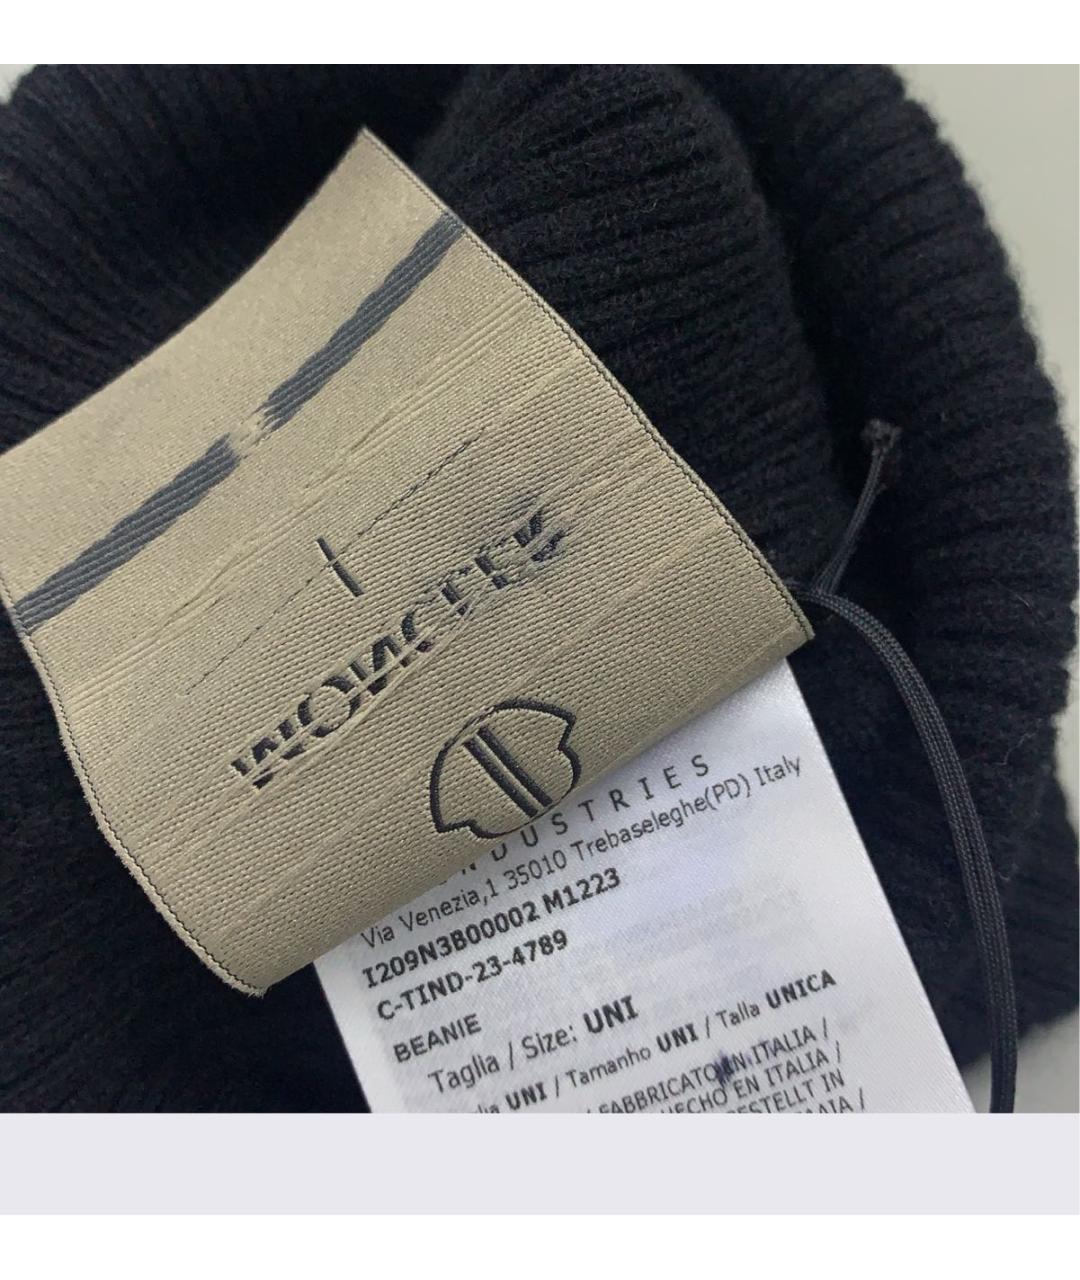 MONCLER
N D U S T R I E S
Via Venezia,1 35010 Trebaseleghe(PD) Italy
I209N3B00002 M1223
C-TIND-23-4789
BEANIE
Taglia / Size: UNI
UNI / Tamanho UNI / Talla UNICA
FABBRICATO IN ITALIA /
HECHO EN ITALIA /
IN